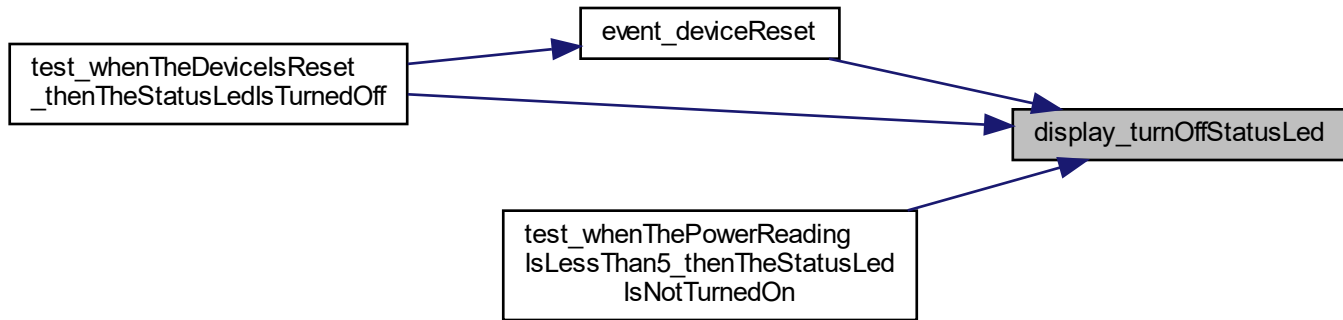 test_whenTheDeviceIsReset
_thenTheStatusLedIsTurnedOff
event_deviceReset
display_turnOffStatusLed
test_whenThePowerReading
IsLessThan5_thenTheStatusLed
IsNotTurnedOn